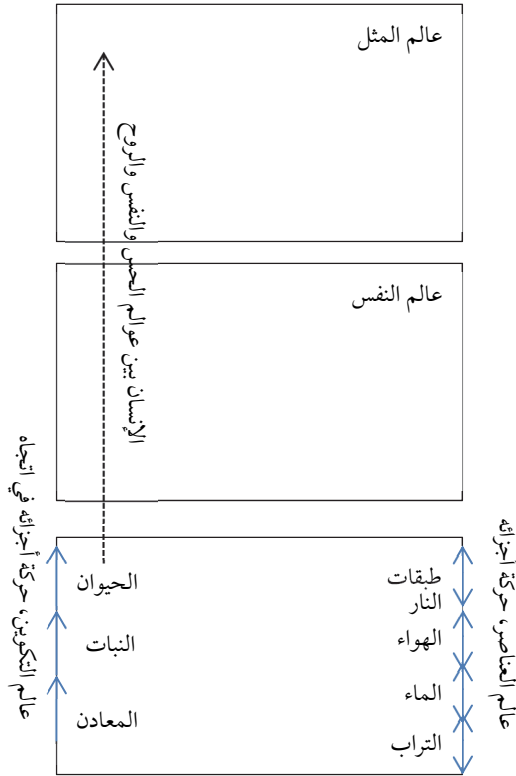 عالم المثل
الإنسان بين عوالم الحس والنفس والروح
عالم النفس
عالم العناصر، حركة أجزائه
طبقات
النار
الهواء
الماء
التراب
الحيوان
النبات
المعادن
عالم التكوين، حركة أجزائه في اتجاه